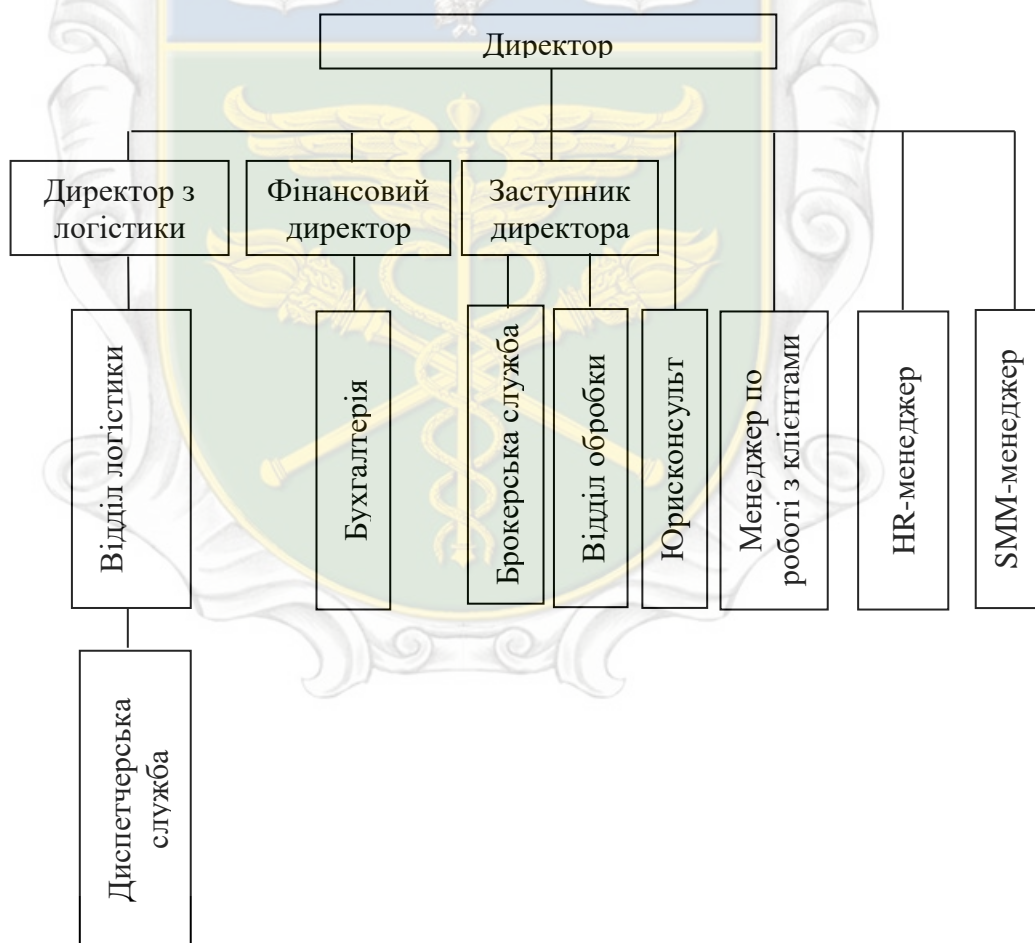 Директор
Директор з
логістики
Фінансовий
директор
Заступник
директора
Відділ логістики
Бухгалтерія
Брокерська служба
Відділ обробки
Юрисконсульт
Менеджер по
роботі з клієнтами
HR-менеджер
SMM-менеджер
Диспетчерська
служба